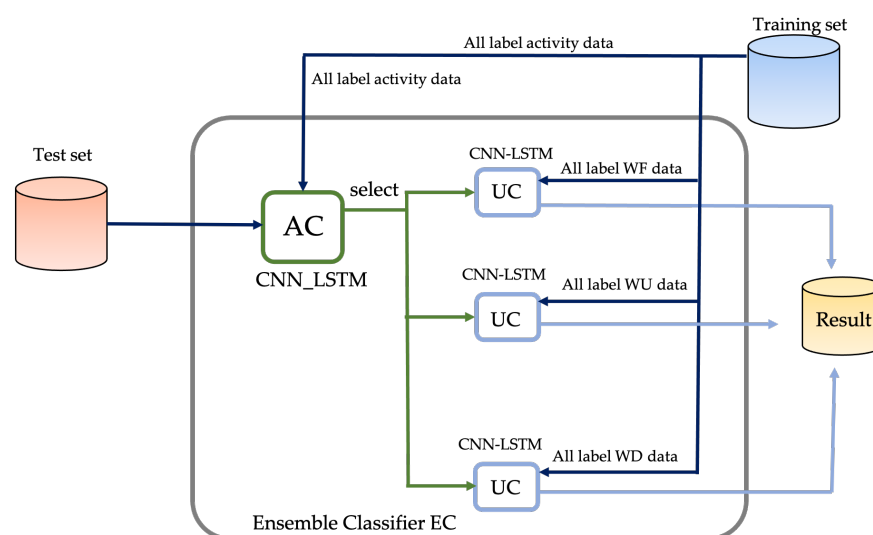 Training set
All label activity data
All label activity data
Test set
CNN-LSTM
All label WF data
select
UC
AC
CNN_LSTM
CNN-LSTM
All label WU data
UC
Result
CNN-LSTM
All label WD data
UC
Ensemble Classifier EC